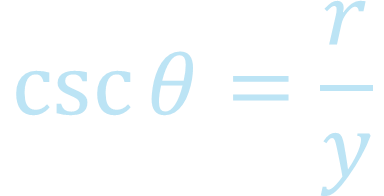 csc θ = r/y